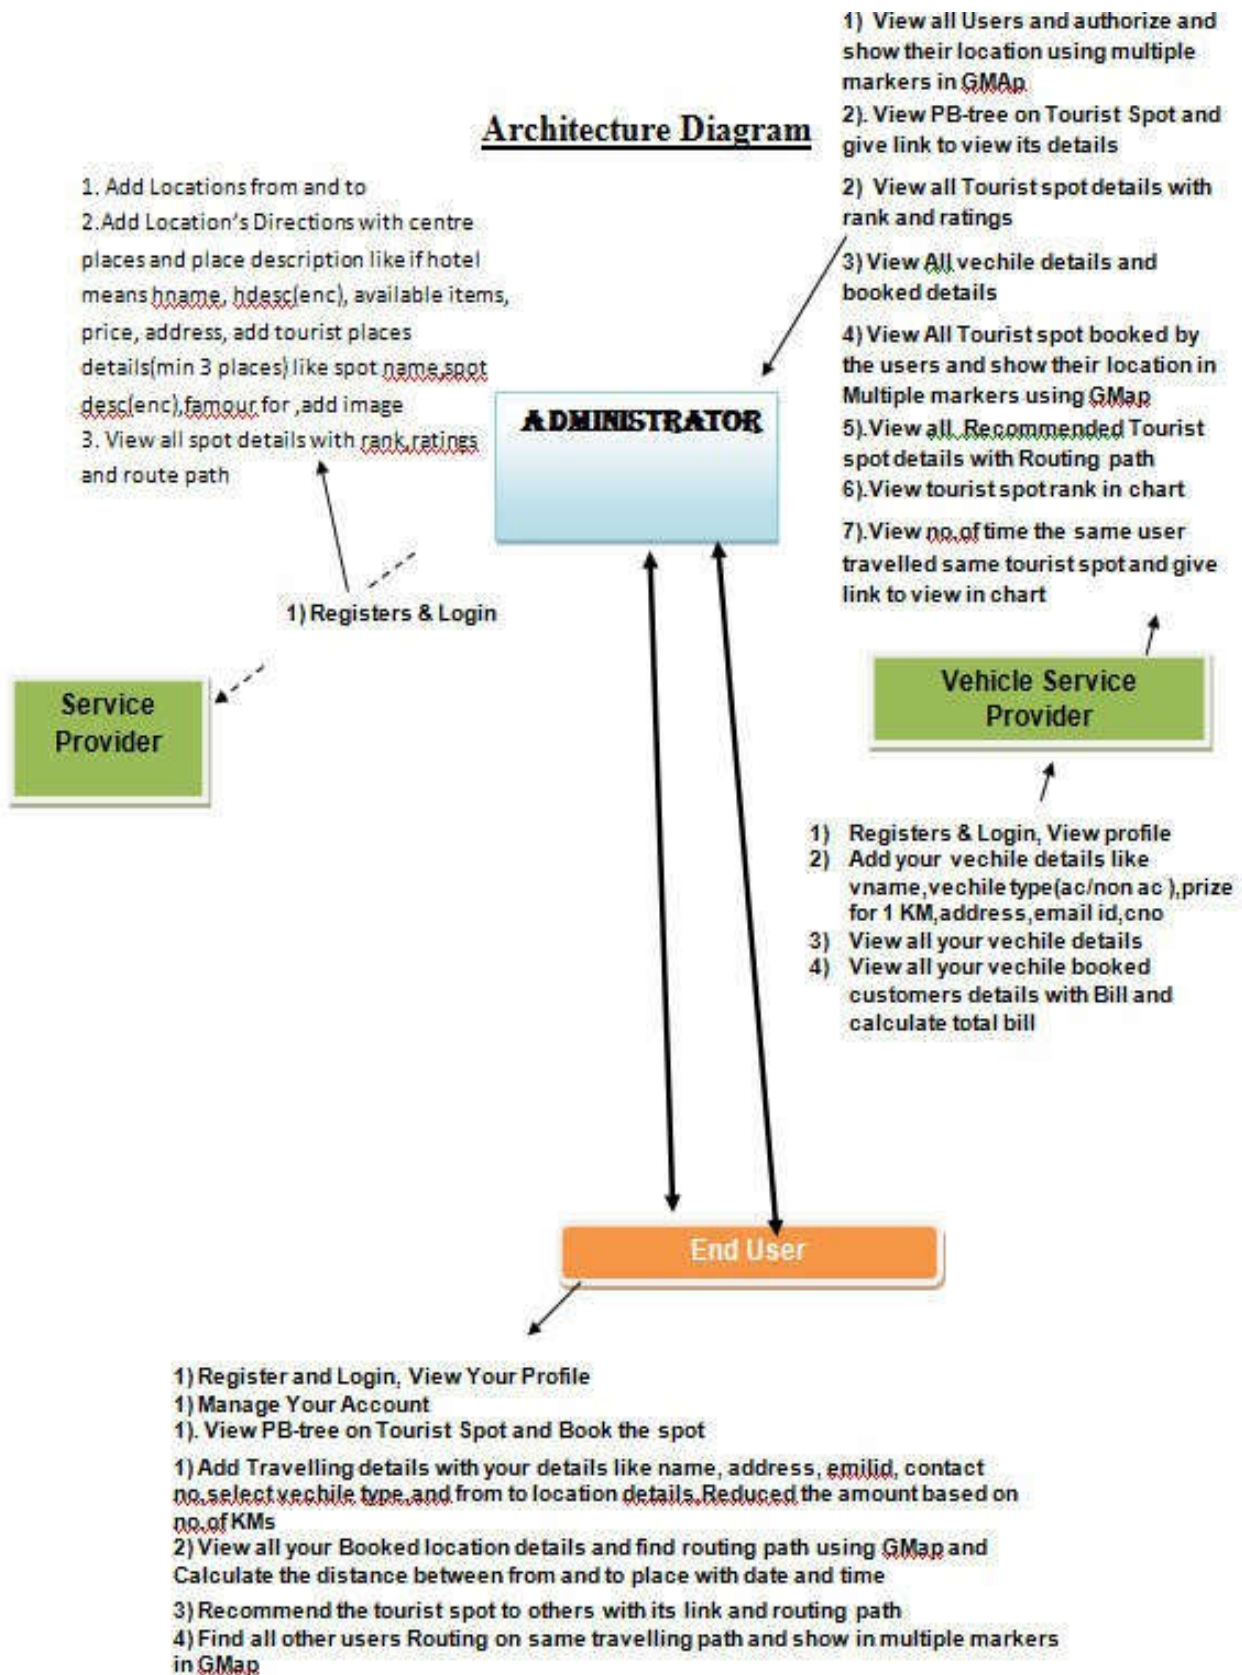 Architecture Diagram
1. Add Locations from and to
2.Add Location's Directions with centre
places and place description like if hotel
means hname, hdesc(enc), available items,
price, address, add tourist places
details(min 3 places) like spot name,spot
desc(enc),famour for ,add image
3. View all spot details with rank,ratings
and route path
1) View all Users and authorize and
show their location using multiple
markers in GMAp
2). View PB-tree on Tourist Spot and
give link to view its details
2) View all Tourist spot details with
rank and ratings
3) View All vechile details and
booked details
4) View All Tourist spot booked by
the users and show their location in
Multiple markers using GMap
5).View all Recommended Tourist
spot details with Routing path
6).View tourist spot rank in chart
7).View no.of time the same user
travelled same tourist spot and give
link to view in chart
ADMINISTRATOR
1) Registers & Login
Service
Provider
Vehicle Service
Provider
1) Registers & Login, View profile
2) Add your vechile details like
vname,vechile type(ac/non ac ),prize
for 1 KM,address,email id,cno
3) View all your vechile details
4) View all your vechile booked
customers details with Bill and
calculate total bill
End User
1) Register and Login, View Your Profile
1) Manage Your Account
1). View PB-tree on Tourist Spot and Book the spot
1) Add Travelling details with your details like name, address, emilid, contact
no,select vechile type,and from to location details.Reduced the amount based on
no.of KMs
2) View all your Booked location details and find routing path using GMap and
Calculate the distance between from and to place with date and time
3) Recommend the tourist spot to others with its link and routing path
4) Find all other users Routing on same travelling path and show in multiple markers
in GMap